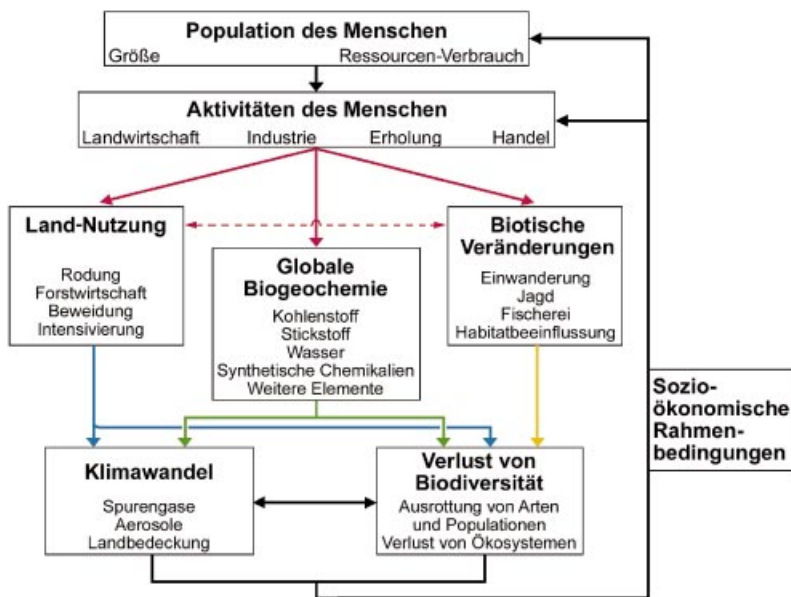 Population des Menschen
Größe Ressourcen-Verbrauch
Aktivitäten des Menschen
Landwirtschaft Industrie Erholung Handel
Land-Nutzung
Rodung
Forstwirtschaft
Beweidung
Intensivierung
Globale
Biogeochemie
Kohlenstoff
Stickstoff
Wasser
Synthetische Chemikalien
Weitere Elemente
Biotische
Veränderungen
Einwanderung
Jagd
Fischerei
Habitatbeeinflussung
Klimawandel
Spurengase
Aerosole
Landbedeckung
Verlust von
Biodiversität
Ausrottung von Arten
und Populationen
Verlust von Ökosystemen
Sozio-
ökonomische
Rahmen-
bedingungen